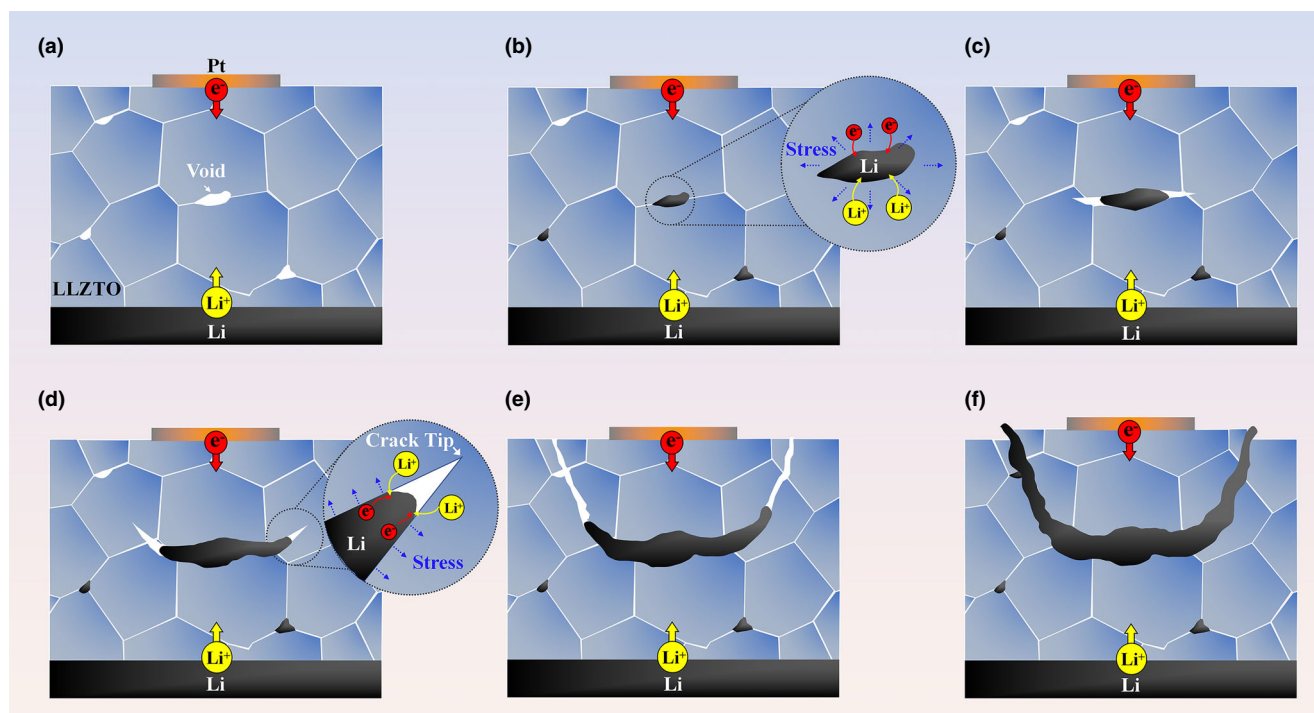 (a)
Pt
e-
Void
LLZTO
Li+
Li
(b)
e-
e- e-
Stress
Li
Li+ Li+
Li+
Li
(c)
e-
Li+
Li
(d)
e-
Crack Tip
Li+
Li+
e-
e-
Li
Stress
Li+
Li
(e)
e-
Li+
Li
(f)
e-
Li+
Li